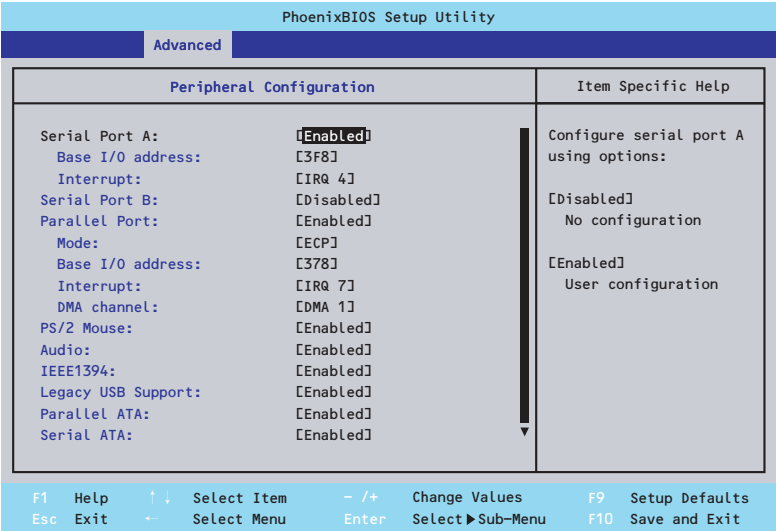 PhoenixBIOS Setup Utility
Advanced
Peripheral Configuration
Serial Port A: [Enabled]
Base I/O address: [3F8]
Interrupt: [IRQ 4]
Serial Port B: [Disabled]
Parallel Port: [Enabled]
Mode: [ECP]
Base I/O address: [378]
Interrupt: [IRQ 7]
DMA channel: [DMA 1]
PS/2 Mouse: [Enabled]
Audio: [Enabled]
IEEE1394: [Enabled]
Legacy USB Support: [Enabled]
Parallel ATA: [Enabled]
Serial ATA: [Enabled]
Item Specific Help
Configure serial port A
using options:
[Disabled]
No configuration
[Enabled]
User configuration
F1 Help ↑↓ Select Item − /+ Change Values F9 Setup Defaults
Esc Exit ← Select Menu Enter Select▶Sub-Menu F10 Save and Exit